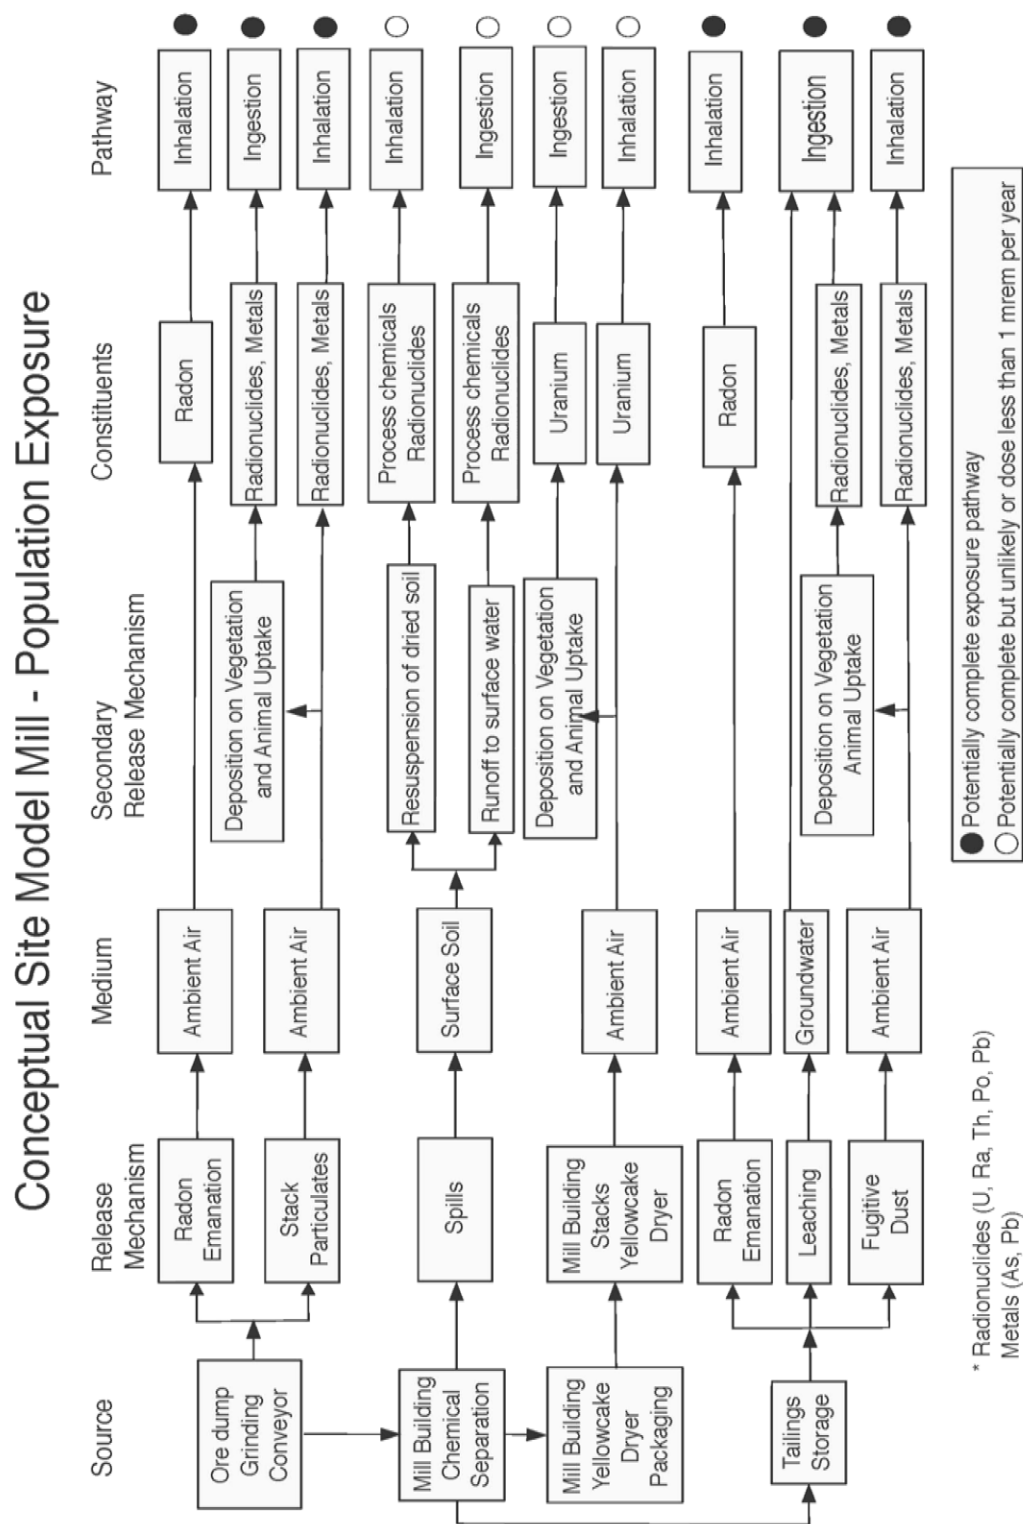 Conceptual Site Model Mill - Population Exposure
Source
Release
Mechanism
Medium
Secondary
Release Mechanism
Constituents
Pathway
Ore dump
Grinding
Conveyor
Radon
Emanation
Ambient Air
Radon
Inhalation
Deposition on Vegetation
and Animal Uptake
Radionuclides, Metals
Ingestion
Stack
Particulates
Ambient Air
Radionuclides, Metals
Inhalation
Mill Building
Chemical
Separation
Spills
Surface Soil
Resuspension of dried soil
Process chemicals
Radionuclides
Inhalation
Runoff to surface water
Process chemicals
Radionuclides
Ingestion
Deposition on Vegetation
and Animal Uptake
Uranium
Ingestion
Mill Building
Yellowcake
Dryer
Packaging
Mill Building
Stacks
Yellowcake
Dryer
Ambient Air
Uranium
Inhalation
Tailings
Storage
Radon
Emanation
Ambient Air
Radon
Inhalation
Leaching
Groundwater
Ingestion
Deposition on Vegetation
Animal Uptake
Radionuclides, Metals
Fugitive
Dust
Ambient Air
Radionuclides, Metals
Inhalation
* Radionuclides (U, Ra, Th, Po, Pb)
Metals (As, Pb)
Potentially complete exposure pathway
Potentially complete but unlikely or dose less than 1 mrem per year